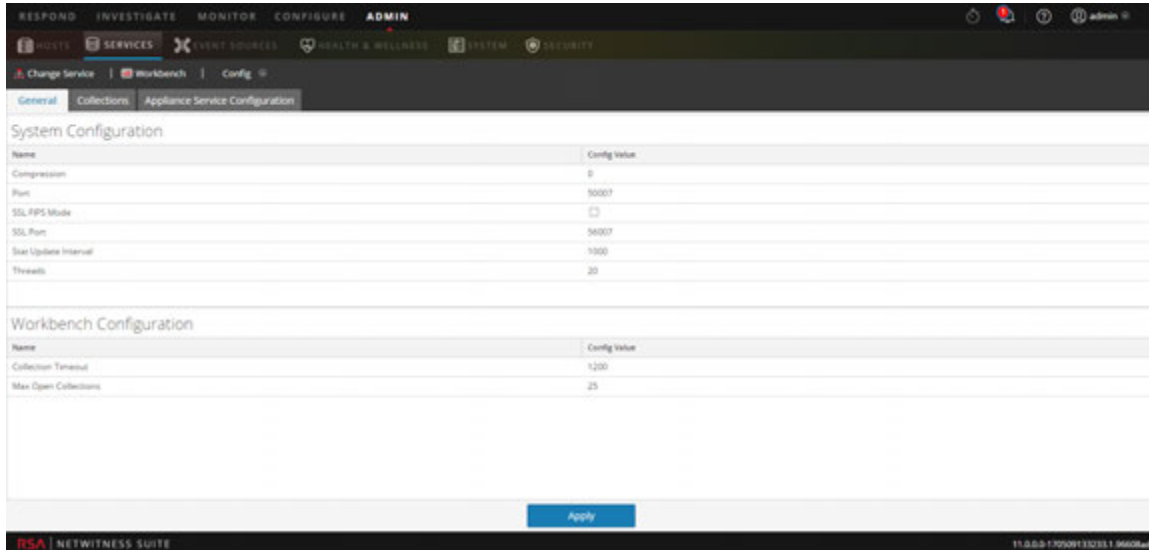 RESPOND INVESTIGATE MONITOR CONFIGURE ADMIN admin
HOSTS SERVICES EVENT SOURCES HEALTH & WELLNESS SYSTEM SECURITY
Change Service | Workbench | Config
General Collections Appliance Service Configuration
System Configuration
Name Config Value
Compression 0
Port 50007
SSL FIPS Mode
SSL Port 56007
Stat Update Interval 1000
Threads 20
Workbench Configuration
Name Config Value
Collection Timeout 1200
Max Open Collections 25
Apply
RSA | NETWITNESS SUITE